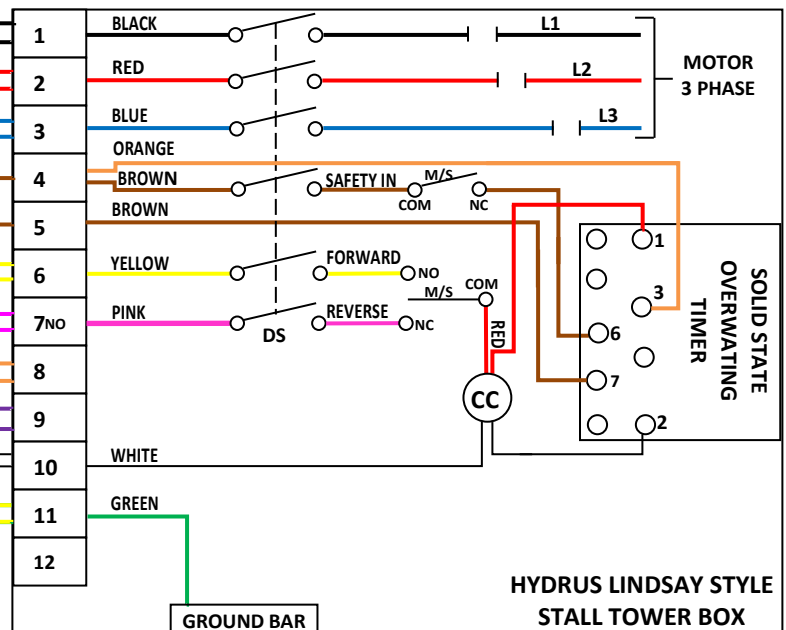 1 BLACK L1
2 RED L2
MOTOR
3 PHASE
3 BLUE L3
ORANGE
4 BROWN SAFETY IN M/S
COM NC
5 BROWN
6 YELLOW FORWARD NO
M/S COM
7NO PINK REVERSE NC
DS
RED
CC
1
3
6
7
2
SOLID STATE
OVERWATING
TIMER
8
9
10 WHITE
11 GREEN
12
GROUND BAR
HYDRUS LINDSAY STYLE
STALL TOWER BOX